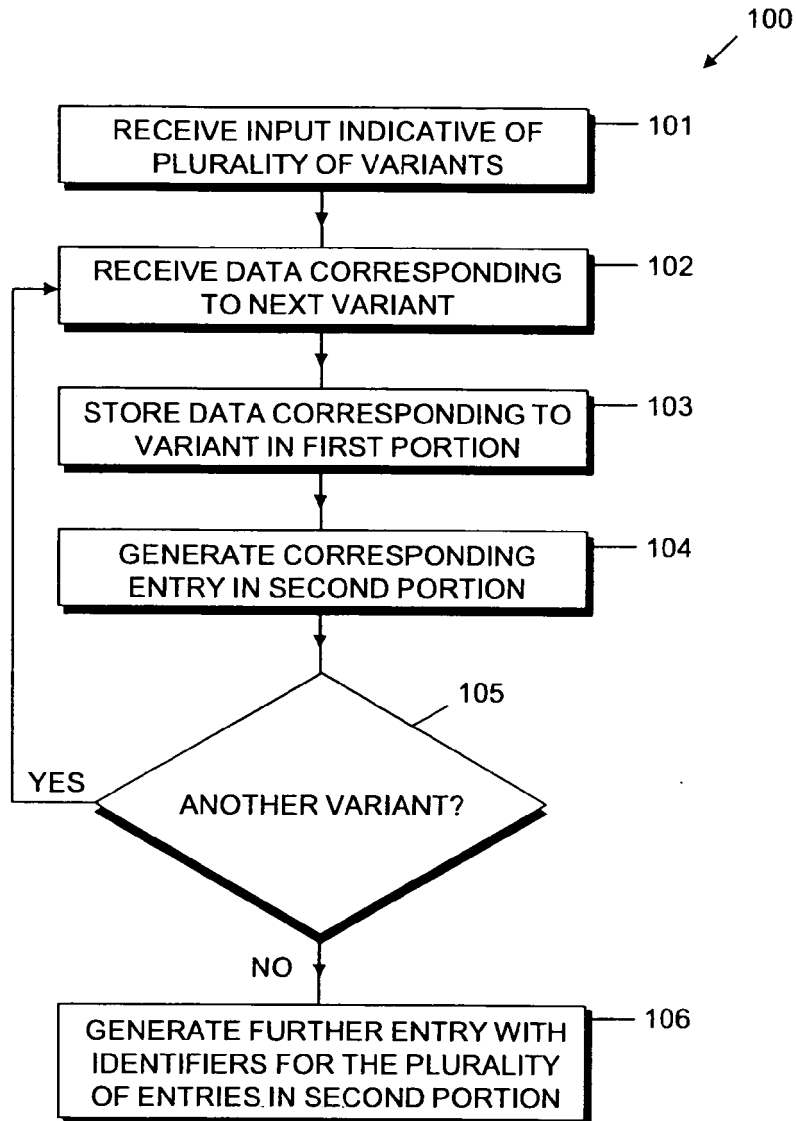 100
RECEIVE INPUT INDICATIVE OF
PLURALITY OF VARIANTS
101
RECEIVE DATA CORRESPONDING
TO NEXT VARIANT
102
STORE DATA CORRESPONDING TO
VARIANT IN FIRST PORTION
103
GENERATE CORRESPONDING
ENTRY IN SECOND PORTION
104
105
YES
ANOTHER VARIANT?
NO
GENERATE FURTHER ENTRY WITH
IDENTIFIERS FOR THE PLURALITY
OF ENTRIES IN SECOND PORTION
106